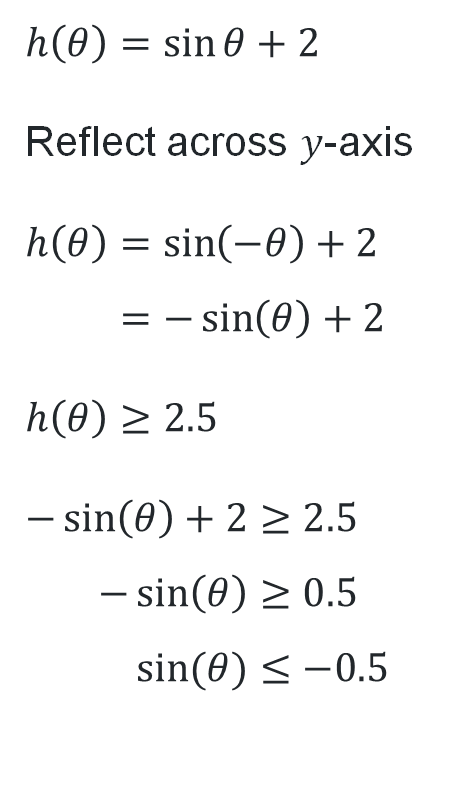 h(θ) = sin θ + 2
Reflect across y-axis
h(θ) = sin(−θ) + 2
= − sin(θ) + 2
h(θ) ≥ 2.5
− sin(θ) + 2 ≥ 2.5
− sin(θ) ≥ 0.5
sin(θ) ≤ −0.5